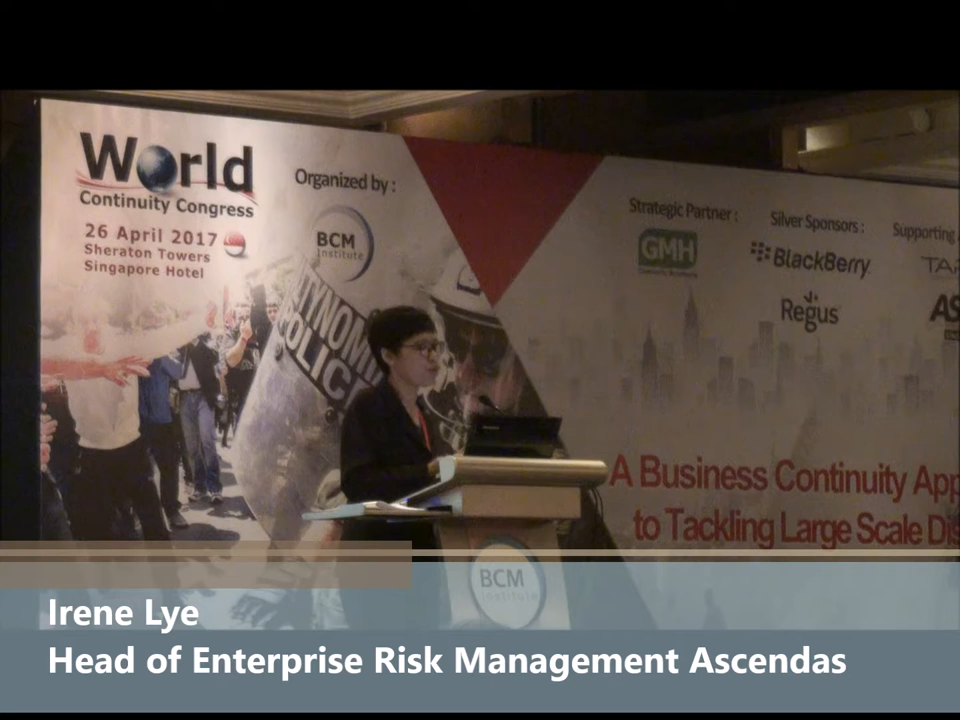 World
Continuity Congress
26 April 2017
Sheraton Towers
Singapore Hotel
Organized by :
BCM
Institute
Strategic Partner :
GMH
Silver Sponsors :
BlackBerry
Regus
Supporting
POLICE
A Business Continuity App
to Tackling Large Scale Dis
BCM
institute
Irene Lye
Head of Enterprise Risk Management Ascendas